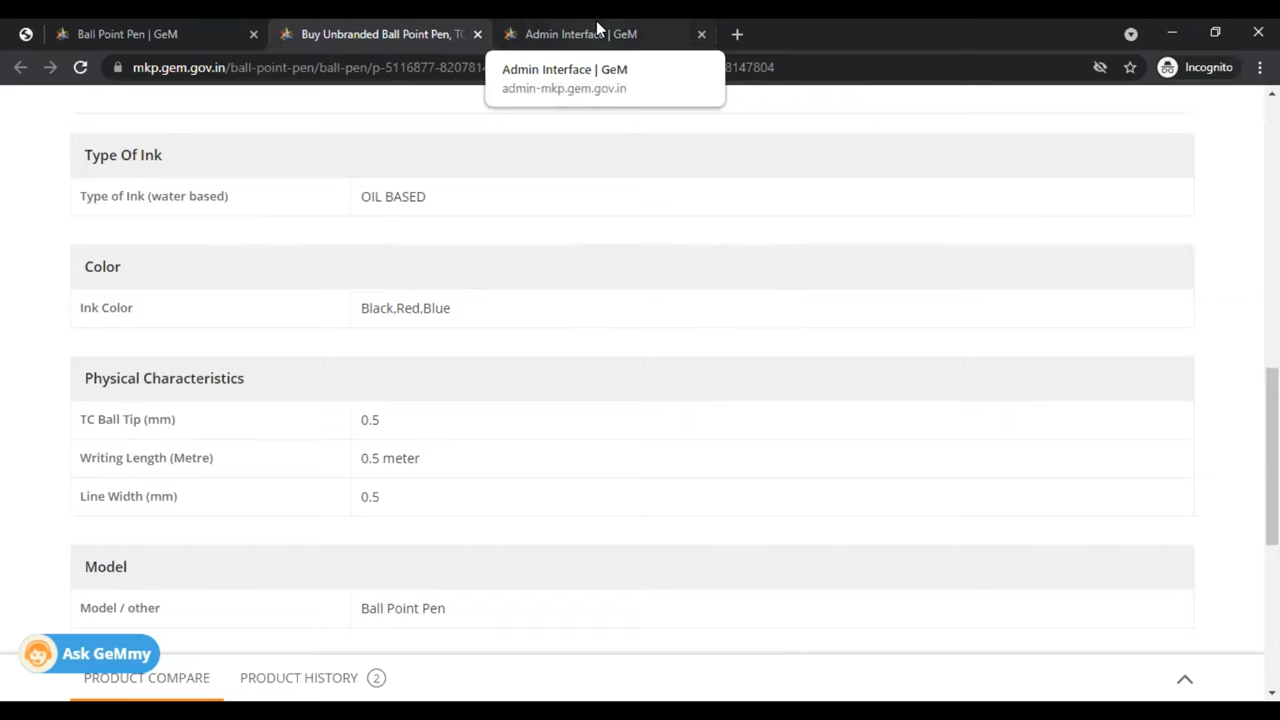 Ball Point Pen | GeM
Buy Unbranded Ball Point Pen, TC
Admin Interface | GeM
mkp.gem.gov.in/ball-point-pen/ball-pen/p-5116877-8207814
8147804
Incognito
Admin Interface | GeM
admin-mkp.gem.gov.in
Type Of Ink
Type of Ink (water based) OIL BASED
Color
Ink Color Black,Red,Blue
Physical Characteristics
TC Ball Tip (mm) 0.5
Writing Length (Metre) 0.5 meter
Line Width (mm) 0.5
Model
Model / other Ball Point Pen
Ask GeMmy
PRODUCT COMPARE PRODUCT HISTORY 2